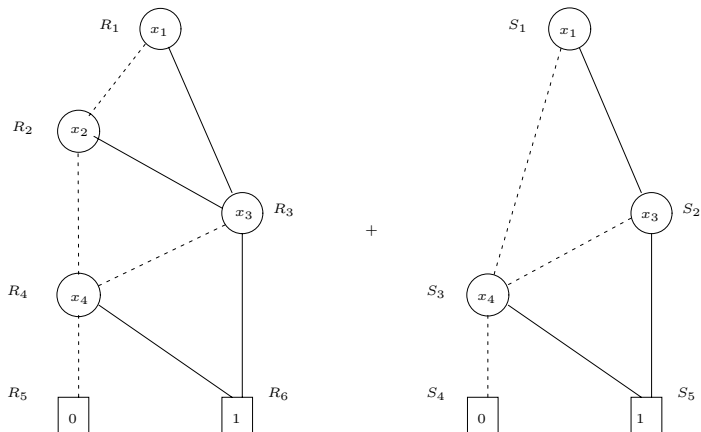 R₁ x₁ S₁ x₁
R₂ x₂
x₃ R₃ + x₃ S₂
R₄ x₄ S₃ x₄
R₅ R₆ S₄ S₅
0 1 0 1